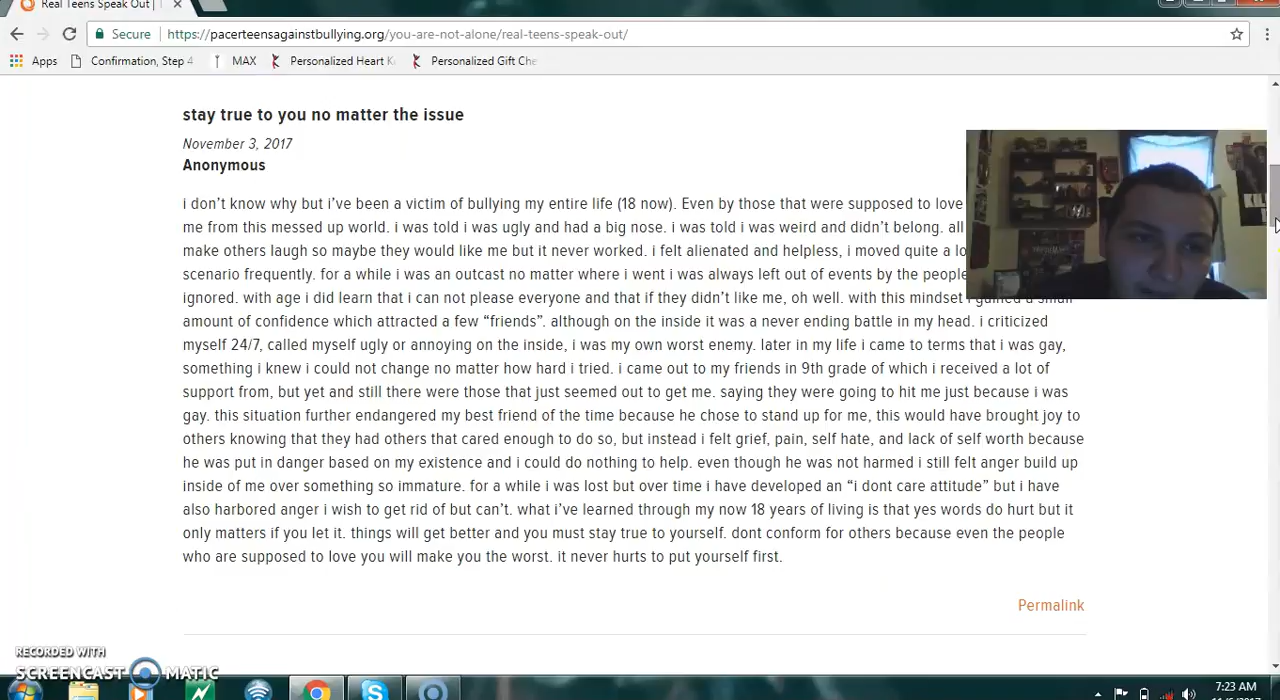 Real Teens Speak Out |
Secure
https://pacerteensagainstbullying.org/you-are-not-alone/real-teens-speak-out/
Apps Confirmation, Step 4 MAX Personalized Heart Personalized Gift Che
stay true to you no matter the issue
November 3, 2017
Anonymous
i don't know why but i've been a victim of bullying my entire life (18 now). Even by those that were supposed to love
me from this messed up world. i was told i was ugly and had a big nose. i was told i was weird and didn't belong. all
make others laugh so maybe they would like me but it never worked. i felt alienated and helpless, i moved quite a lo
scenario frequently. for a while i was an outcast no matter where i went i was always left out of events by the people
ignored. with age i did learn that i can not please everyone and that if they didn't like me, oh well. with this mindset i gained a small
amount of confidence which attracted a few "friends". although on the inside it was a never ending battle in my head. i criticized
myself 24/7, called myself ugly or annoying on the inside, i was my own worst enemy. later in my life i came to terms that i was gay,
something i knew i could not change no matter how hard i tried. i came out to my friends in 9th grade of which i received a lot of
support from, but yet and still there were those that just seemed out to get me. saying they were going to hit me just because i was
gay. this situation further endangered my best friend of the time because he chose to stand up for me, this would have brought joy to
others knowing that they had others that cared enough to do so, but instead i felt grief, pain, self hate, and lack of self worth because
he was put in danger based on my existence and i could do nothing to help. even though he was not harmed i still felt anger build up
inside of me over something so immature. for a while i was lost but over time i have developed an "i dont care attitude" but i have
also harbored anger i wish to get rid of but can't. what i've learned through my now 18 years of living is that yes words do hurt but it
only matters if you let it. things will get better and you must stay true to yourself. dont conform for others because even the people
who are supposed to love you will make you the worst. it never hurts to put yourself first.
Permalink
RECORDED WITH
SCREENCAST MATIC
7:23 AM